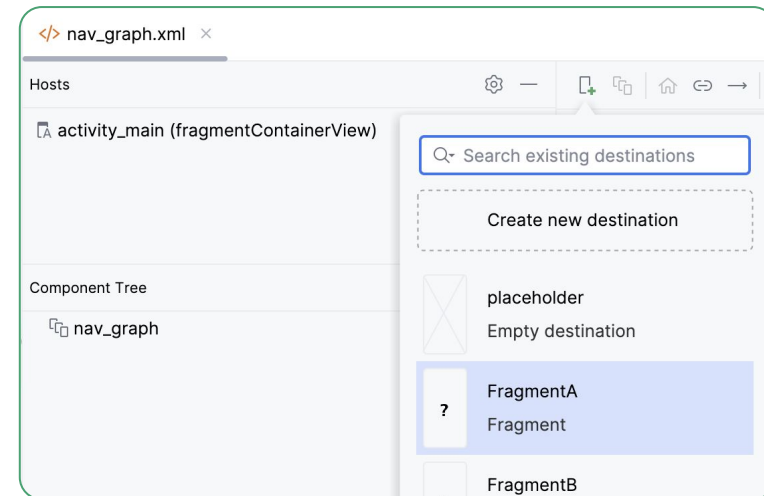 </> nav_graph.xml ×
Hosts
activity_main (fragmentContainerView)
Search existing destinations
Create new destination
Component Tree
nav_graph
placeholder
Empty destination
?
FragmentA
Fragment
FragmentB